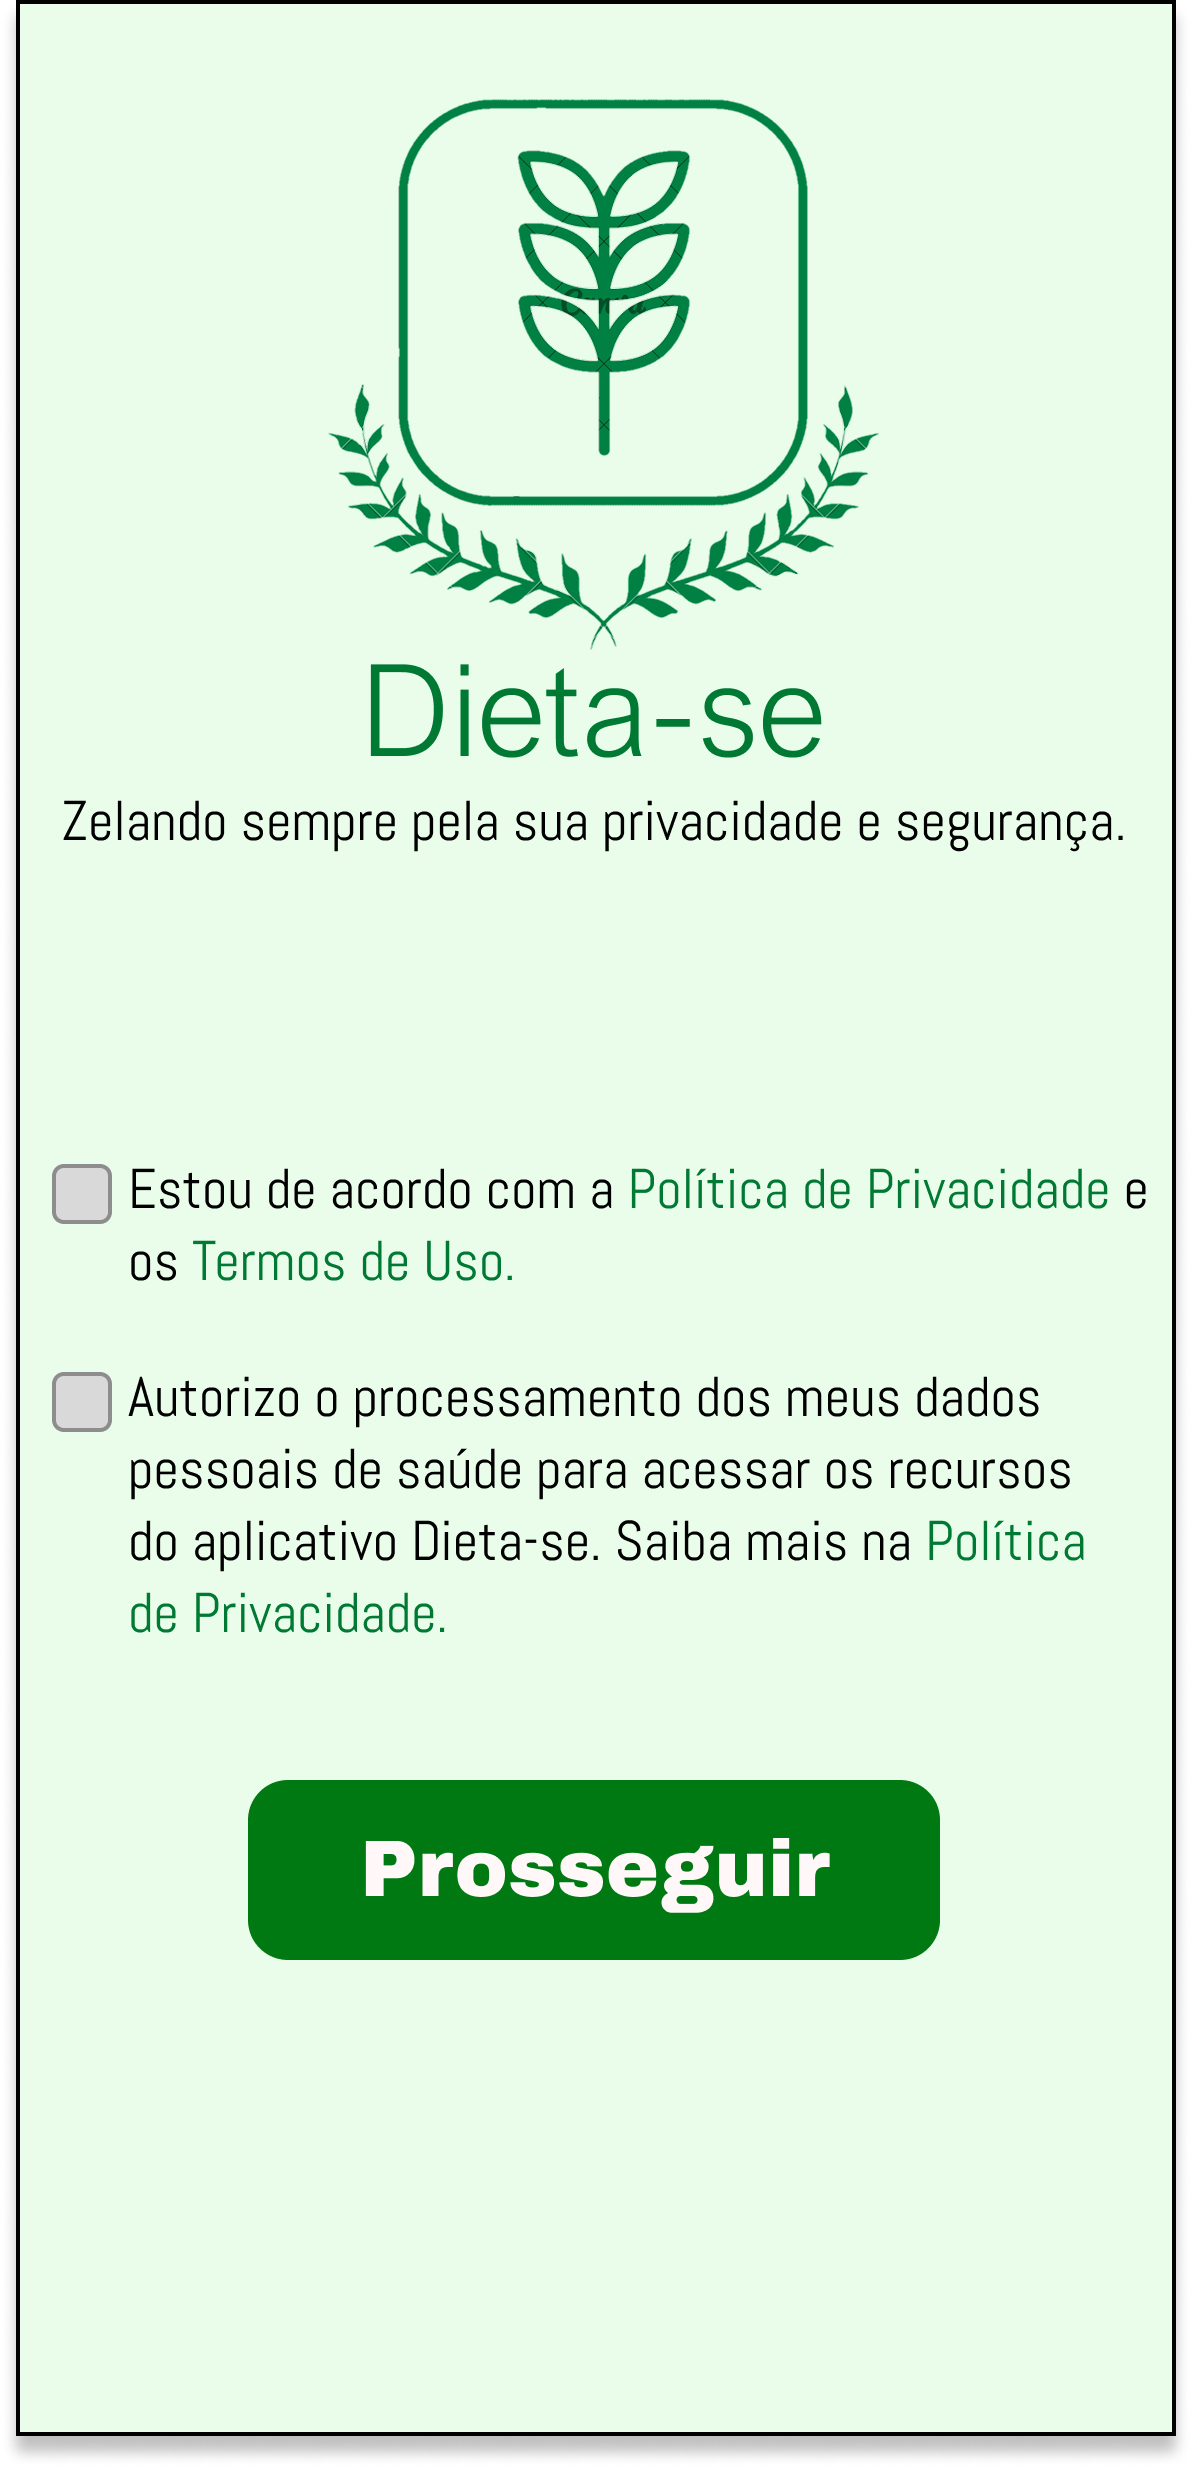 Dieta-se
Zelando sempre pela sua privacidade e segurança.
Estou de acordo com a Política de Privacidade e
os Termos de Uso.
Autorizo o processamento dos meus dados
pessoais de saúde para acessar os recursos
do aplicativo Dieta-se. Saiba mais na Política
de Privacidade.
Prosseguir